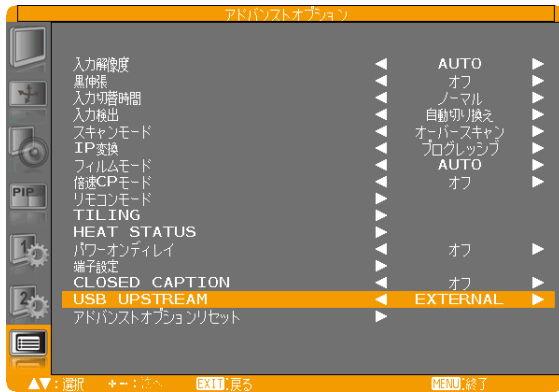 アドバンストオプション
入力解像度 ◀ AUTO ▶
黒伸張 ◀ オフ ▶
入力切替時間 ◀ ノーマル ▶
入力検出 ◀ 自動切り換え ▶
スキャンモード ◀ オーバースキャン ▶
IP変換 ◀ プログレッシブ ▶
フィルムモード ◀ AUTO ▶
倍速CPモード ◀ オフ ▶
リモコンモード ▶
TILING ▶
HEAT STATUS ▶
パワーオンディレイ ◀ オフ ▶
端子設定 ▶
CLOSED CAPTION ◀ オフ ▶
USB UPSTREAM ◀ EXTERNAL ▶
アドバンストオプションリセット ▶
PIP
1
2
▲▼:選択 +-:次へ EXIT:戻る MENU:終了